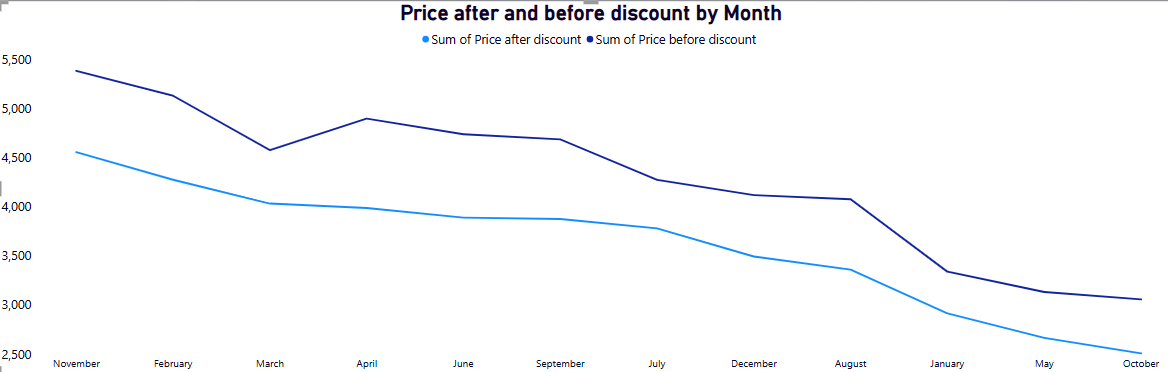 Price after and before discount by Month
Sum of Price after discount Sum of Price before discount
5,500
5,000
4,500
4,000
3,500
3,000
2,500
November February March April June September July December August January May October